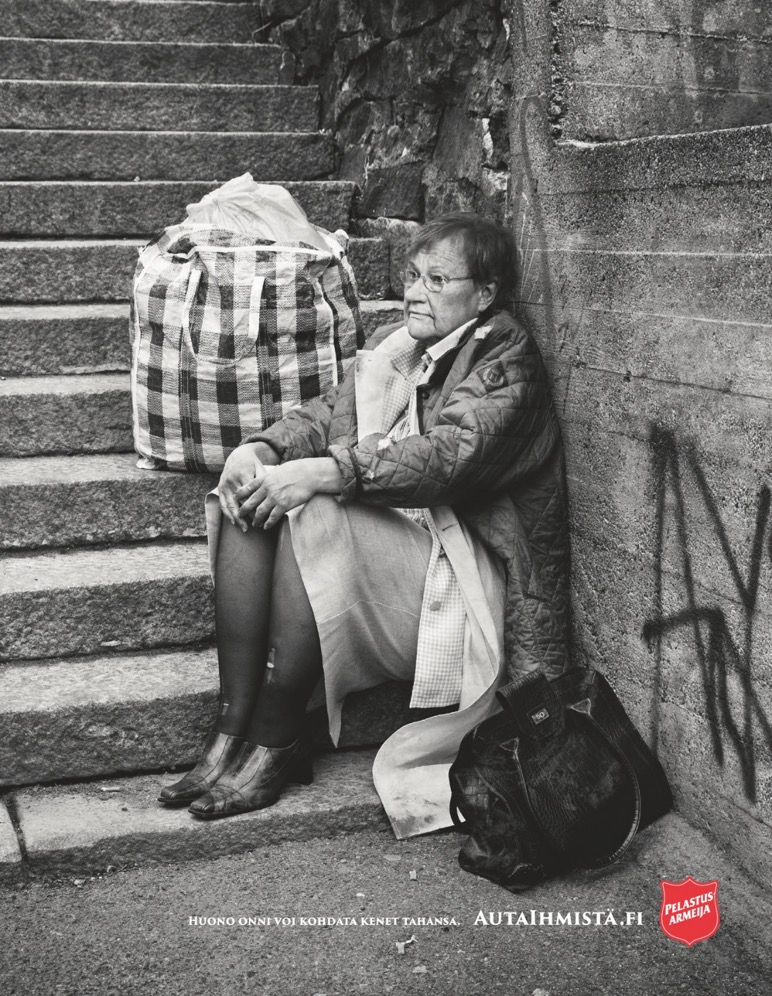 Huono onni voi kohdata kenet tahansa. AutaIhmistä.fi
Pelastus
Armeija